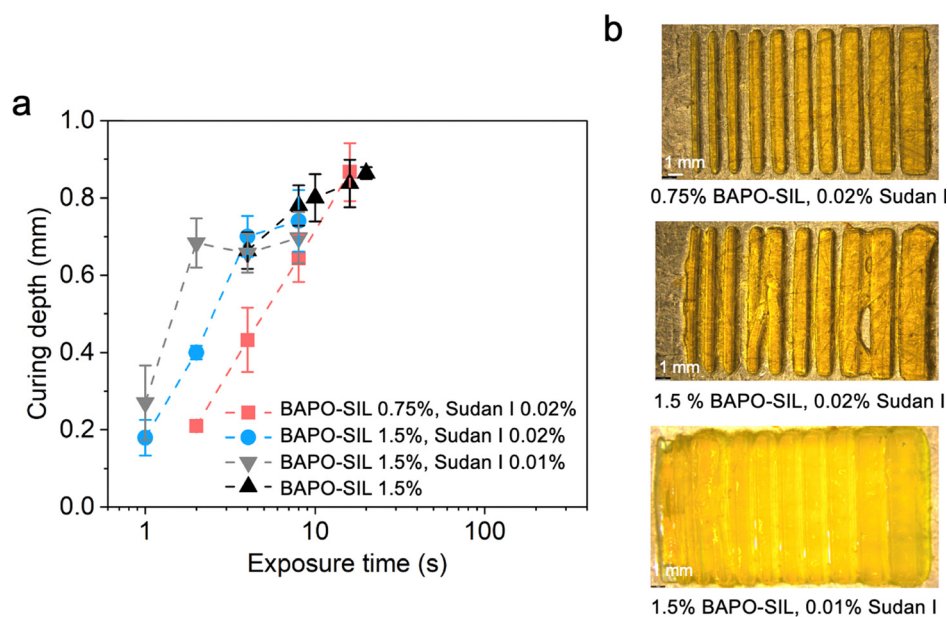 a
1.0
0.8
0.6
0.4
0.2
0.0
Curing depth (mm)
1
10
100
Exposure time (s)
BAPO-SIL 0.75%, Sudan I 0.02%
BAPO-SIL 1.5%, Sudan I 0.02%
BAPO-SIL 1.5%, Sudan I 0.01%
BAPO-SIL 1.5%
b
1 mm
0.75% BAPO-SIL, 0.02% Sudan I
1 mm
1.5 % BAPO-SIL, 0.02% Sudan I
1 mm
1.5% BAPO-SIL, 0.01% Sudan I